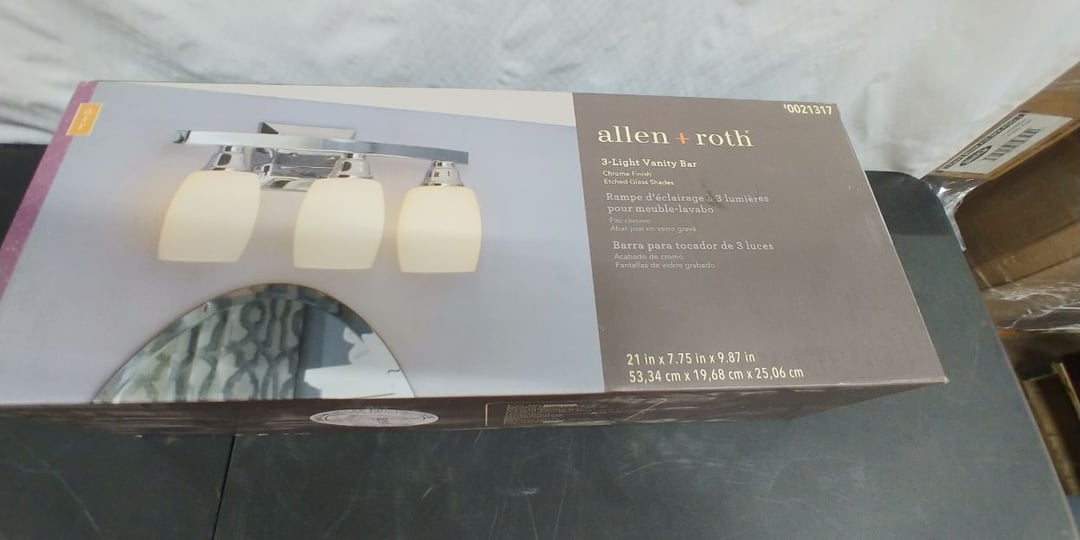 '0021317
allen + roth
3-Light Vanity Bar
Chrome Finish
Etched Glass Shades
Rampe d'éclairage à 3 lumières
pour meuble-lavabo
Fini chrome
Abat-jour en verre gravé
Barra para tocador de 3 luces
Acabado de cromo
Pantallas de vidrio grabado
21 in x 7.75 in x 9.87 in
53,34 cm x 19,68 cm x 25,06 cm